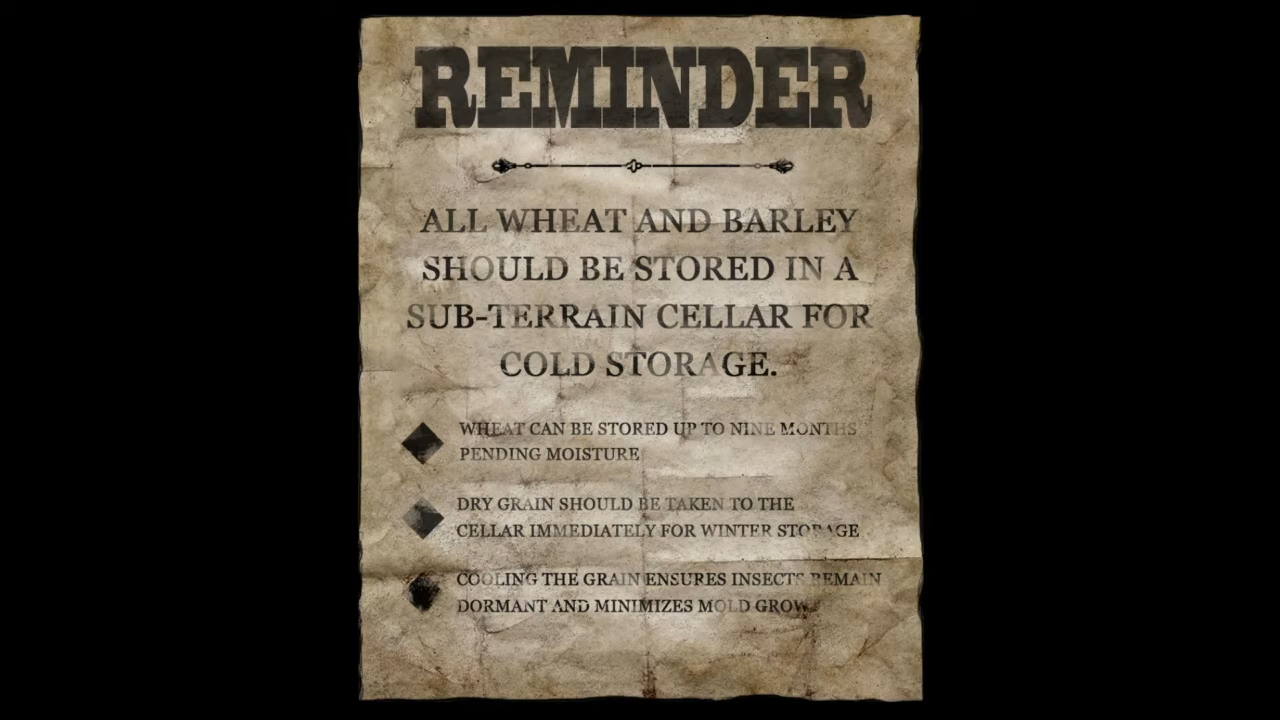 REMINDER
ALL WHEAT AND BARLEY
SHOULD BE STORED IN A
SUB-TERRAIN CELLAR FOR
COLD STORAGE.
WHEAT CAN BE STORED UP TO NINE MONTHS
PENDING MOISTURE
DRY GRAIN SHOULD BE TAKEN TO THE
CELLAR IMMEDIATELY FOR WINTER STORAGE
COOLING THE GRAIN ENSURES INSECTS REMAIN
DORMANT AND MINIMIZES MOLD GROWTH